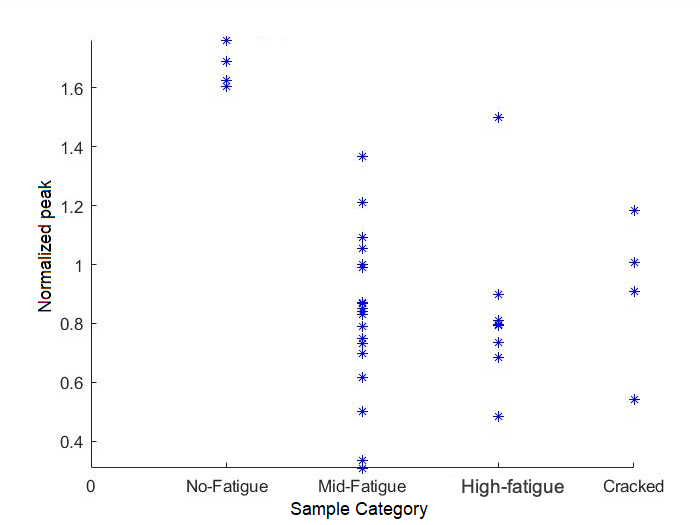 Normalized peak
1.6
1.4
1.2
1
0.8
0.6
0.4
0 No-Fatigue Mid-Fatigue High-fatigue Cracked
Sample Category